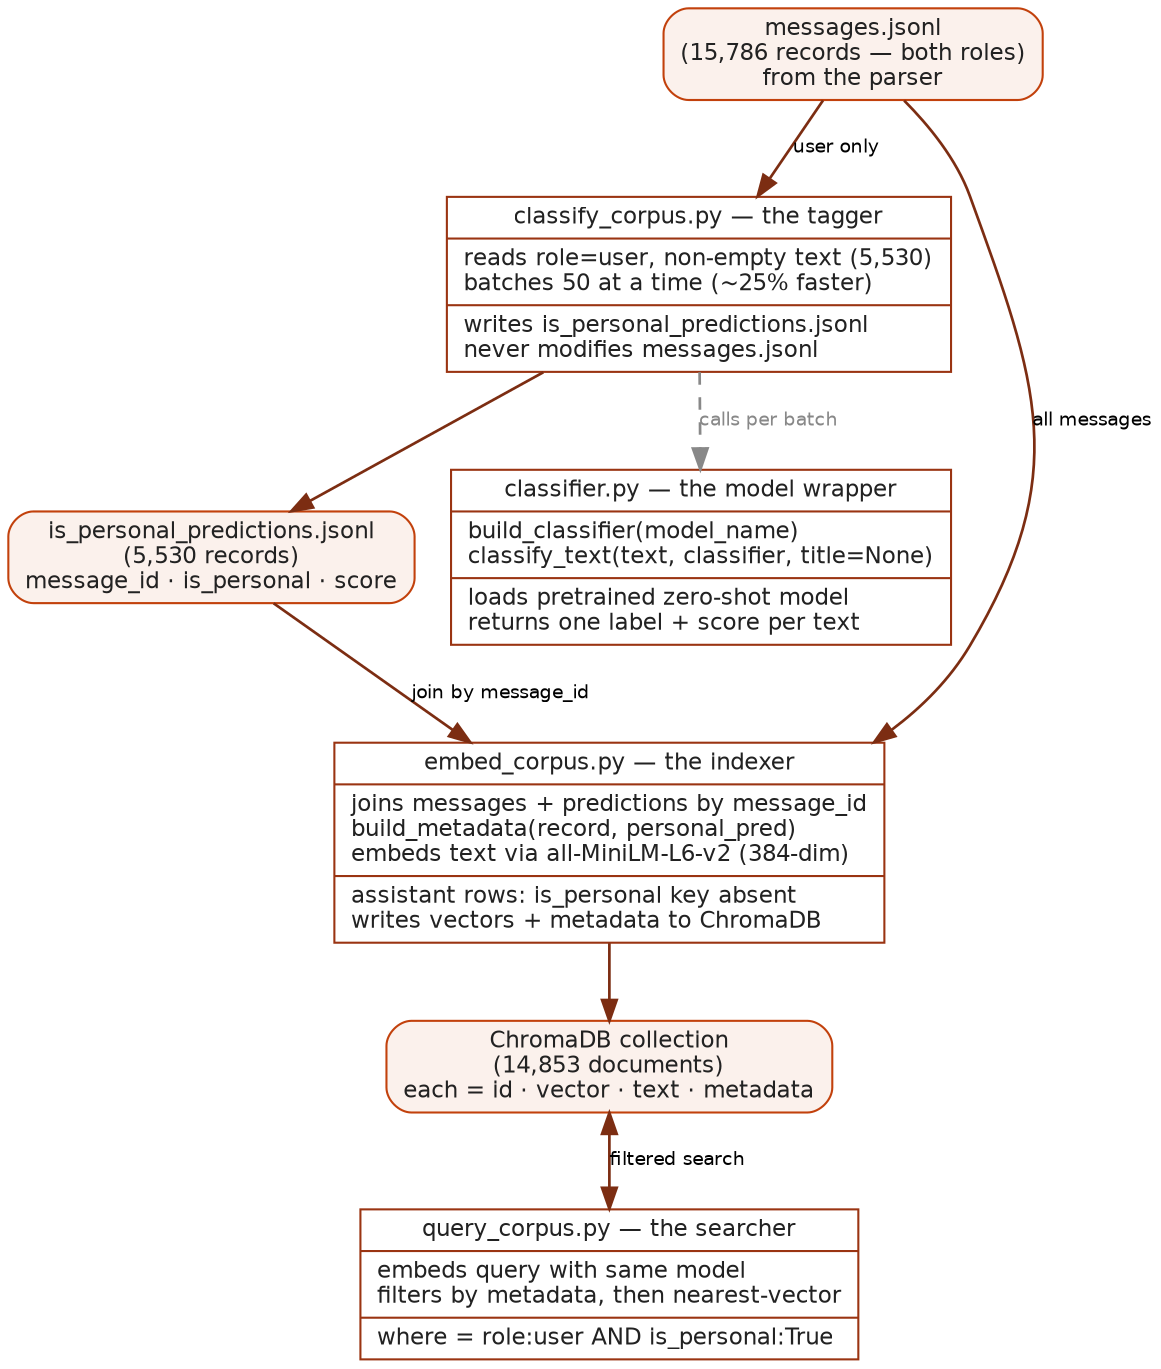 messages.jsonl
(15,786 records — both roles)
from the parser
user only
classify_corpus.py — the tagger
reads role=user, non-empty text (5,530)
batches 50 at a time (~25% faster)
writes is_personal_predictions.jsonl
never modifies messages.jsonl
calls per batch
all messages
classifier.py — the model wrapper
build_classifier(model_name)
classify_text(text, classifier, title=None)
loads pretrained zero-shot model
returns one label + score per text
is_personal_predictions.jsonl
(5,530 records)
message_id · is_personal · score
join by message_id
embed_corpus.py — the indexer
joins messages + predictions by message_id
build_metadata(record, personal_pred)
embeds text via all-MiniLM-L6-v2 (384-dim)
assistant rows: is_personal key absent
writes vectors + metadata to ChromaDB
ChromaDB collection
(14,853 documents)
each = id · vector · text · metadata
filtered search
query_corpus.py — the searcher
embeds query with same model
filters by metadata, then nearest-vector
where = role:user AND is_personal:True